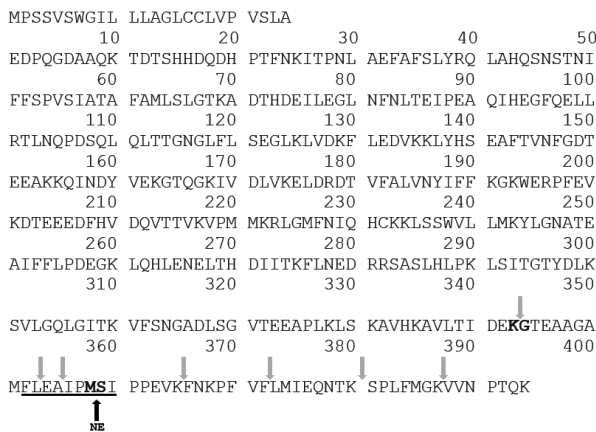 MPSSVSWGIL LLAGLCCLVP VSLA
10 20 30 40 50
EDPQGDAAQK TDTSHHDQDH PTFNKITPNL AEFAFSLYRQ LAHQSNSTNI
60 70 80 90 100
FFSPVSIATA FAMLSLGTKA DTHDEILEGL NFNLTEIPEA QIHEGFQELL
110 120 130 140 150
RTLNQPDSQL QLTTGNGLFL SEGLKLVDKF LEDVKKLYHS EAFTVNFGDT
160 170 180 190 200
EEAKKQINDY VEKGTQGKIV DLVKELDRDT VFALVNYIFF KGKWERPFEV
210 220 230 240 250
KDTEEEDFHV DQVTTVKVPM MKRLGMFNIQ HCKKLSSWVL LMKYLGNATE
260 270 280 290 300
AIFFLPDEGK LQHLENELTH DIITKFLNED RRSASLHLPK LSITGTYDLK
310 320 330 340 350
SVLGQLGITK VFSNGADLSG VTEEAPLKLS KAVHKAVLTI DEKGTEAAGA
360 370 380 390 400
MFLEAIPMSI PPEVKFNKPF VFLMIEQNTK SPLFMGKVVN PTQK
NE